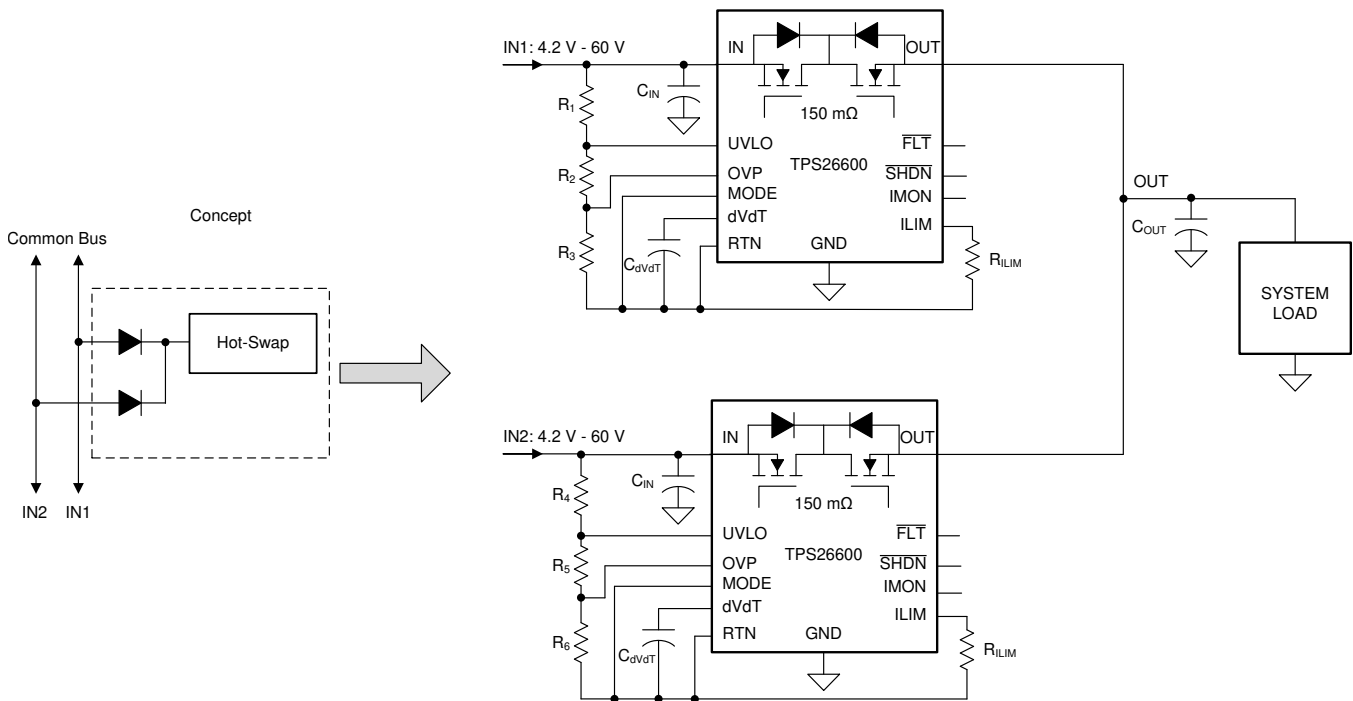 Concept
Common Bus
Hot-Swap
IN2 IN1
IN1: 4.2 V - 60 V
R1
R2
R3
CIN
IN
OUT
150 mΩ
UVLO
OVP
MODE
dVdT
RTN
TPS26600
GND
FLT
SHDN
IMON
ILIM
CdVdT
RILIM
OUT
COUT
SYSTEM
LOAD
IN2: 4.2 V - 60 V
R4
R5
R6
CIN
IN
OUT
150 mΩ
UVLO
OVP
MODE
dVdT
RTN
TPS26600
GND
FLT
SHDN
IMON
ILIM
CdVdT
RILIM